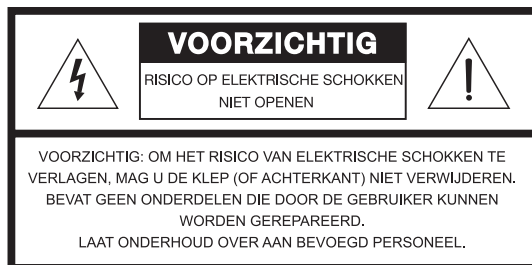 VOORZICHTIG
RISICO OP ELEKTRISCHE SCHOKKEN
NIET OPENEN
VOORZICHTIG: OM HET RISICO VAN ELEKTRISCHE SCHOKKEN TE
VERLAGEN, MAG U DE KLEP (OF ACHTERKANT) NIET VERWIJDEREN.
BEVAT GEEN ONDERDELEN DIE DOOR DE GEBRUIKER KUNNEN
WORDEN GEREPAREERD.
LAAT ONDERHOUD OVER AAN BEVOEGD PERSONEEL.